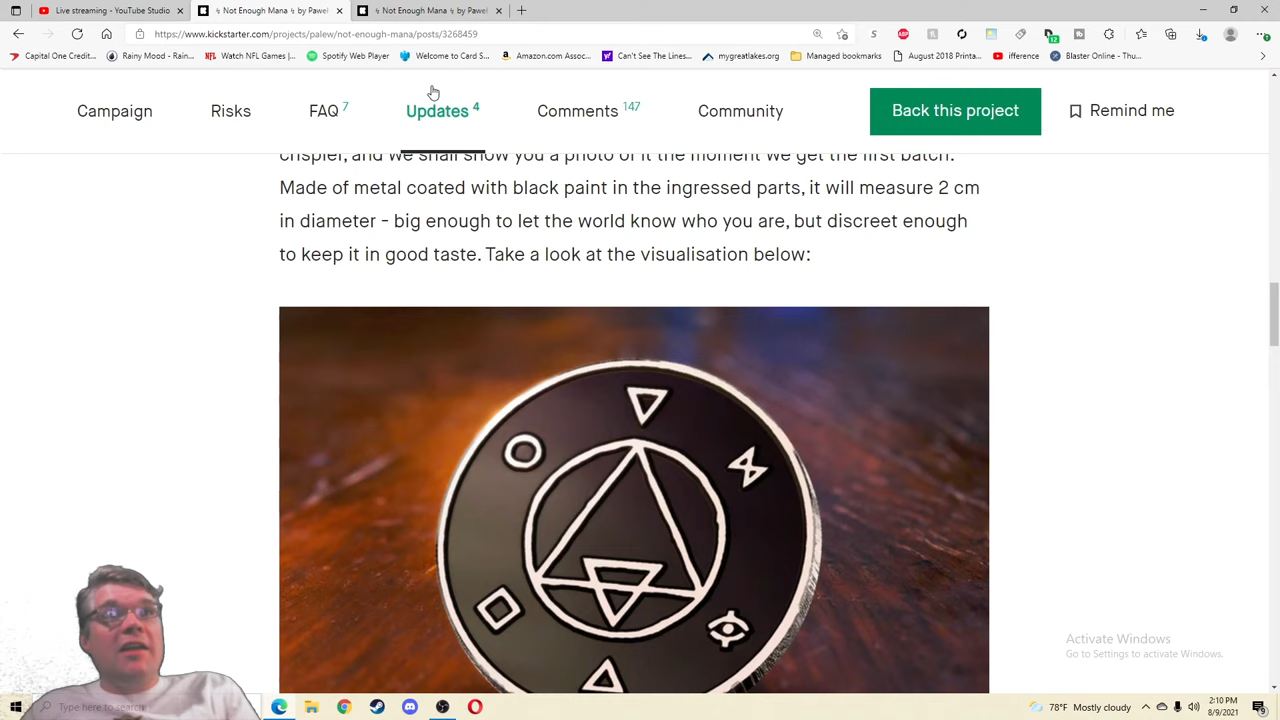 Live streaming - YouTube Studio
Not Enough Mana
by Pawel
Not Enough Mana
by Pawel
https://www.kickstarter.com/projects/palew/not-enough-mana/posts/3268459
12
Capital One Credit...
Rainy Mood - Rain...
Watch NFL Games |...
Spotify Web Player
Welcome to Card S...
Amazon.com Assoc...
Can't See The Lines...
mygreatlakes.org
Managed bookmarks
August 2018 Printa...
ifference
Blaster Online - Thu...
Campaign
Risks
FAQ 7
Updates 4
Comments 147
Community
Back this project
Remind me
crispier, and we shall show you a photo of it the moment we get the first batch.
Made of metal coated with black paint in the ingressed parts, it will measure 2 cm
in diameter - big enough to let the world know who you are, but discreet enough
to keep it in good taste. Take a look at the visualisation below:
Activate Windows
Go to Settings to activate Windows.
Type here to search
78°F Mostly cloudy
2:10 PM
8/9/2021